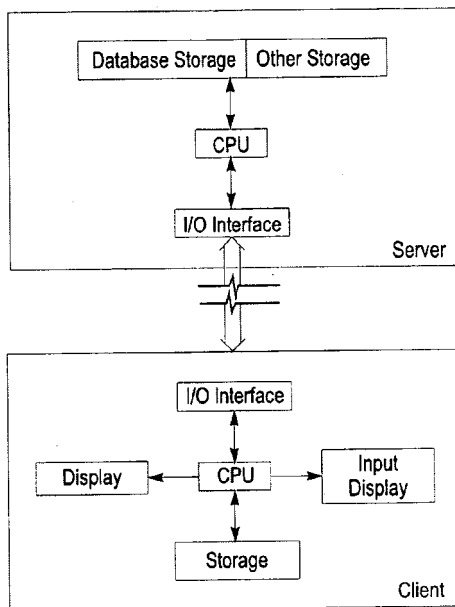 Database Storage Other Storage
CPU
I/O Interface
Server
I/O Interface
Display CPU Input Display
Storage
Client